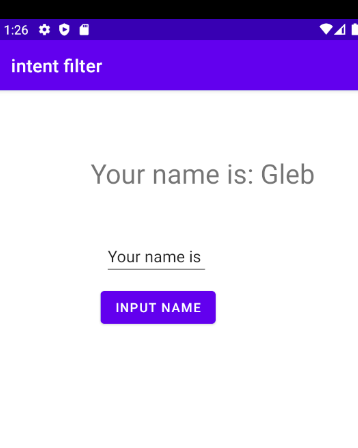 1:26
intent filter
Your name is: Gleb
Your name is
INPUT NAME